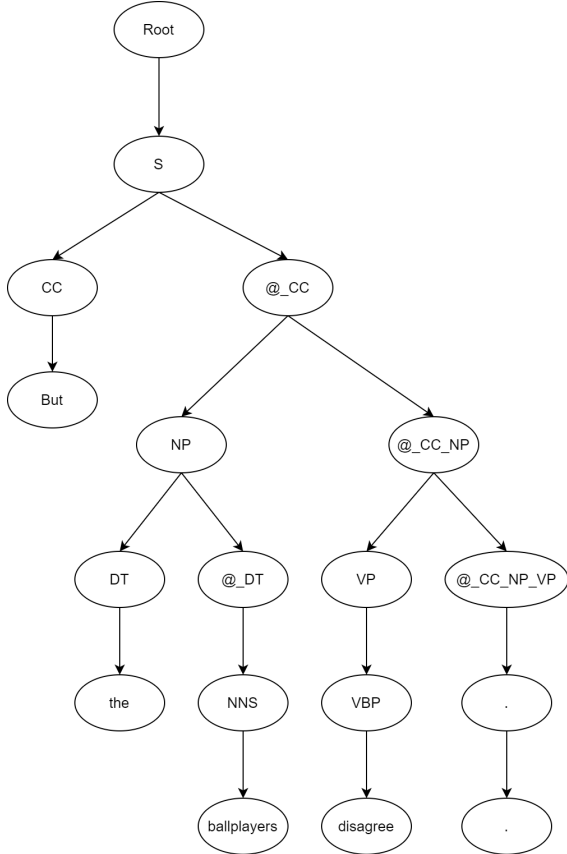 Root
S
CC @_CC
But
NP @_CC_NP
DT @_DT VP @_CC_NP_VP
the NNS VBP .
ballplayers disagree .